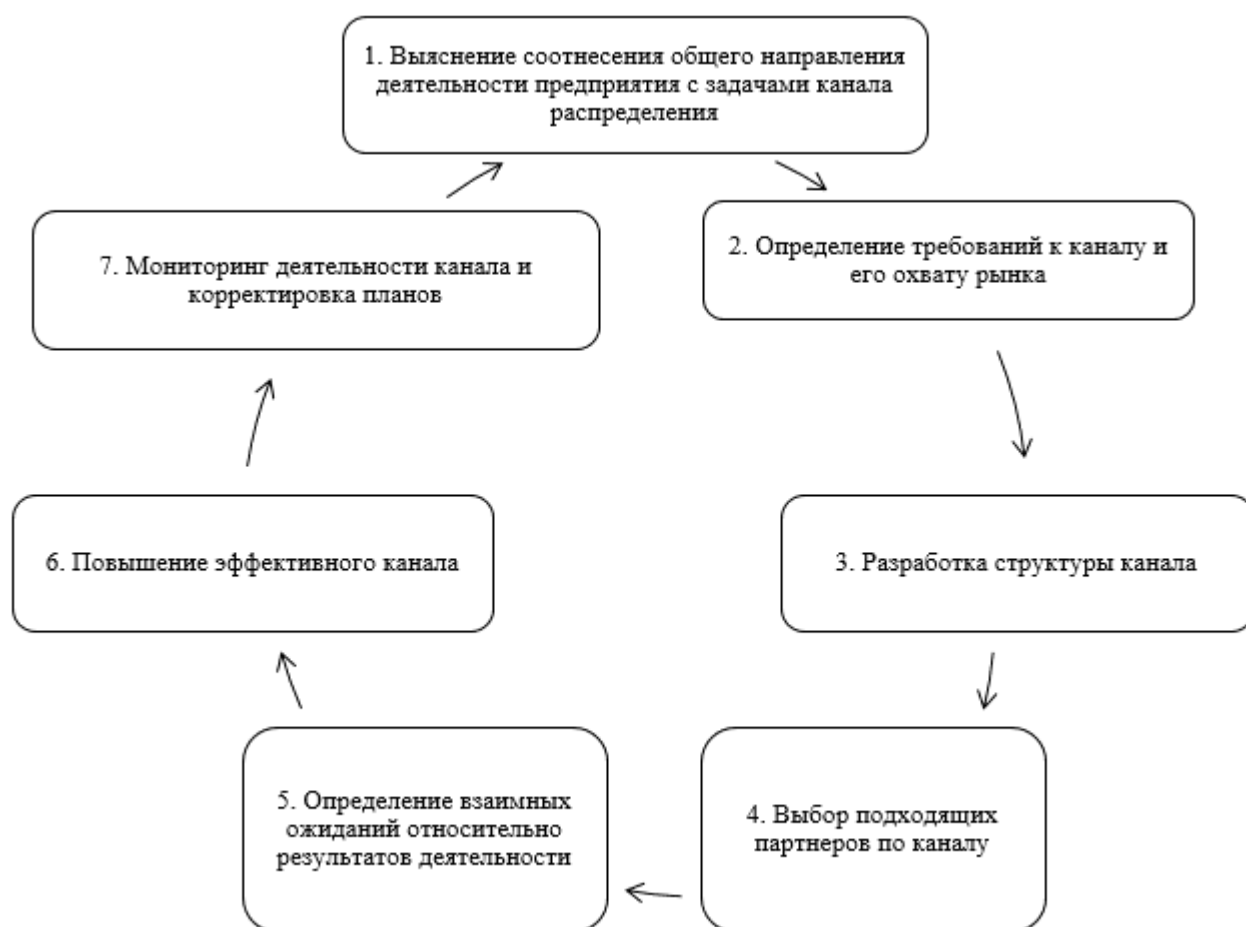 1. Выяснение соотнесения общего направления
деятельности предприятия с задачами канала
распределения
2. Определение требований к каналу и
его охвату рынка
3. Разработка структуры канала
4. Выбор подходящих
партнеров по каналу
5. Определение взаимных
ожиданий относительно
результатов деятельности
6. Повышение эффективного канала
7. Мониторинг деятельности канала и
корректировка планов